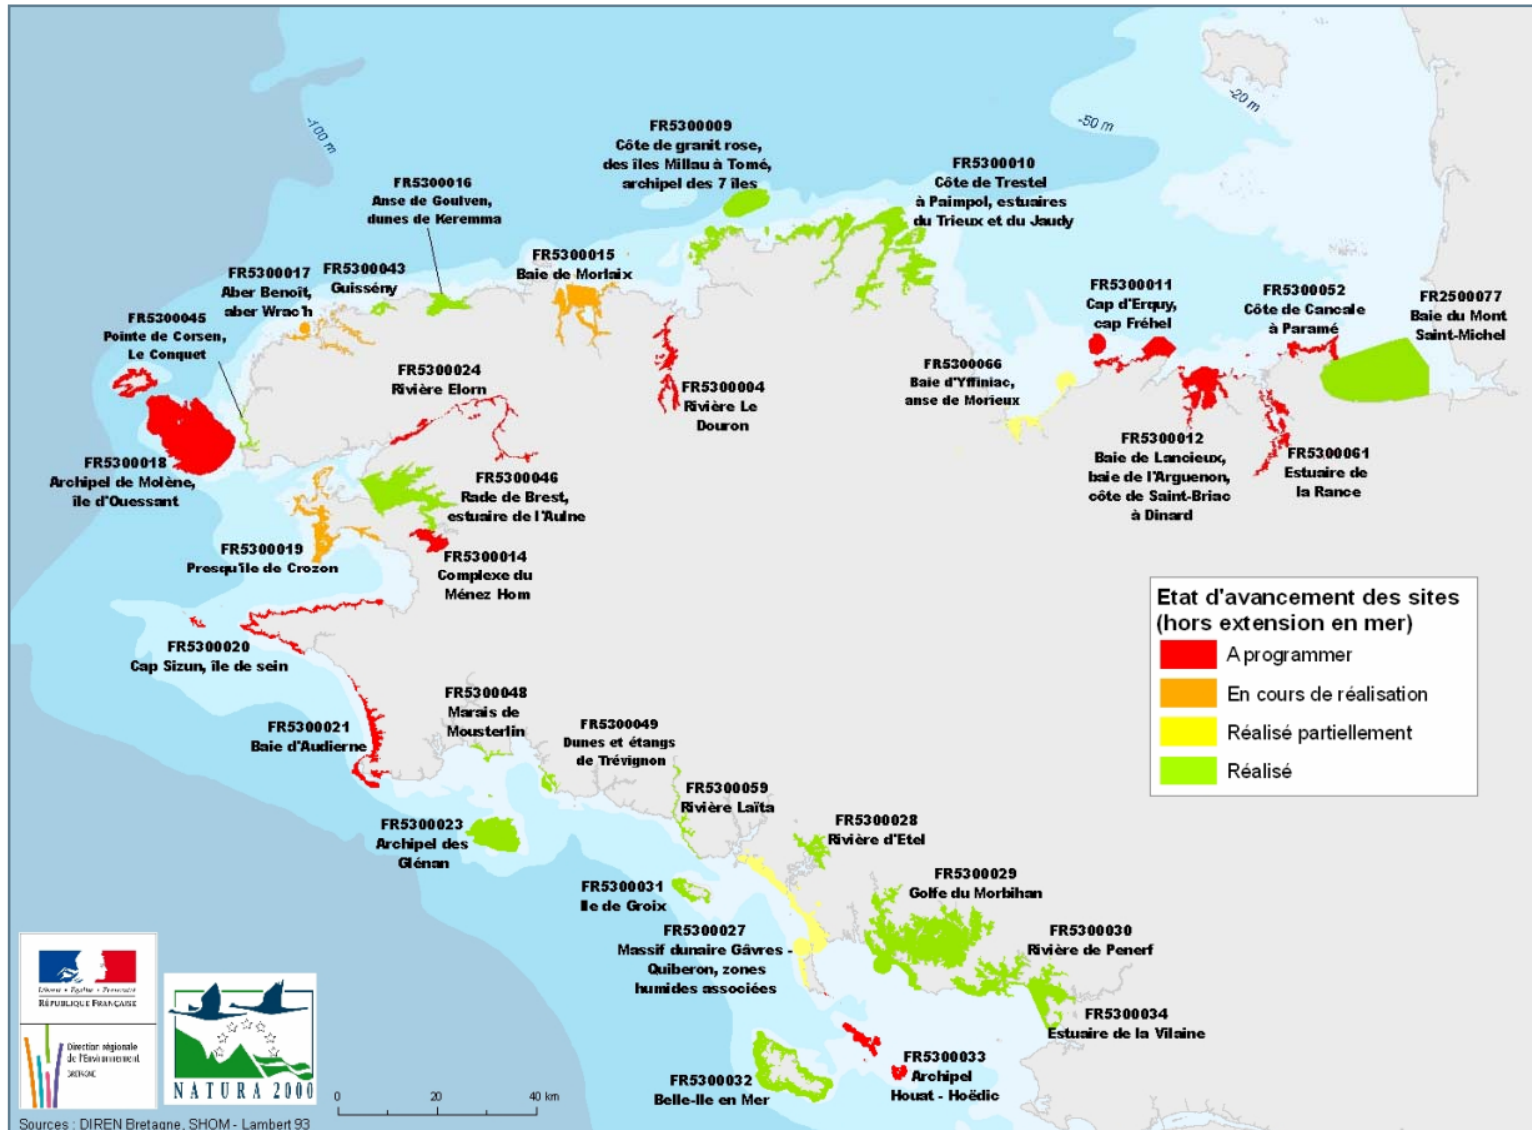 -100 m
-50 m
-20 m
FR5300009
Côte de granit rose,
des îles Millau à Tomé,
archipel des 7 îles
FR5300010
Côte de Trestel
à Paimpol, estuaires
du Trieux et du Jaudy
FR5300016
Anse de Goulven,
dunes de Keremma
FR5300015
Baie de Morlaix
FR5300017
Aber Benoît,
aber Wrac'h
FR5300043
Guissény
FR5300045
Pointe de Corsen,
Le Conquet
FR5300011
Cap d'Erquy,
cap Fréhel
FR5300052
Côte de Cancale
à Paramé
FR2500077
Baie du Mont
Saint-Michel
FR5300024
Rivière Elorn
FR5300004
Rivière Le
Douron
FR5300066
Baie d'Yffiniac,
anse de Morieux
FR5300012
Baie de Lancieux,
baie de l'Arguenon,
côte de Saint-Briac
à Dinard
FR5300061
Estuaire de
la Rance
FR5300018
Archipel de Molène,
île d'Ouessant
FR5300046
Rade de Brest,
estuaire de l'Aulne
FR5300019
Presqu'île de Crozon
FR5300014
Complexe du
Ménez Hom
FR5300020
Cap Sizun, île de sein
FR5300021
Baie d'Audierne
FR5300048
Marais de
Mousterlin
FR5300049
Dunes et étangs
de Trévignon
FR5300059
Rivière Laïta
FR5300023
Archipel des
Glénan
FR5300028
Rivière d'Etel
FR5300031
Ile de Groix
FR5300029
Golfe du Morbihan
FR5300027
Massif dunaire Gâvres -
Quiberon, zones
humides associées
FR5300030
Rivière de Penerf
FR5300034
Estuaire de la Vilaine
FR5300033
Archipel
Houat - Hoëdic
FR5300032
Belle-Ile en Mer
Etat d'avancement des sites
(hors extension en mer)
A programmer
En cours de réalisation
Réalisé partiellement
Réalisé
Liberté • Égalité • Fraternité
RÉPUBLIQUE FRANÇAISE
Direction régionale
de l'Environnement
BRETAGNE
NATURA 2000
0 20 40 km
Sources : DIREN Bretagne, SHOM - Lambert 93